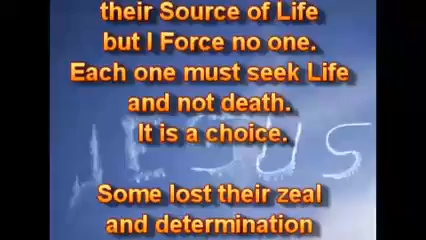 their Source of Life
but I Force no one.
Each one must seek Life
and not death.
It is a choice.
JESUS
Some lost their zeal
and determination